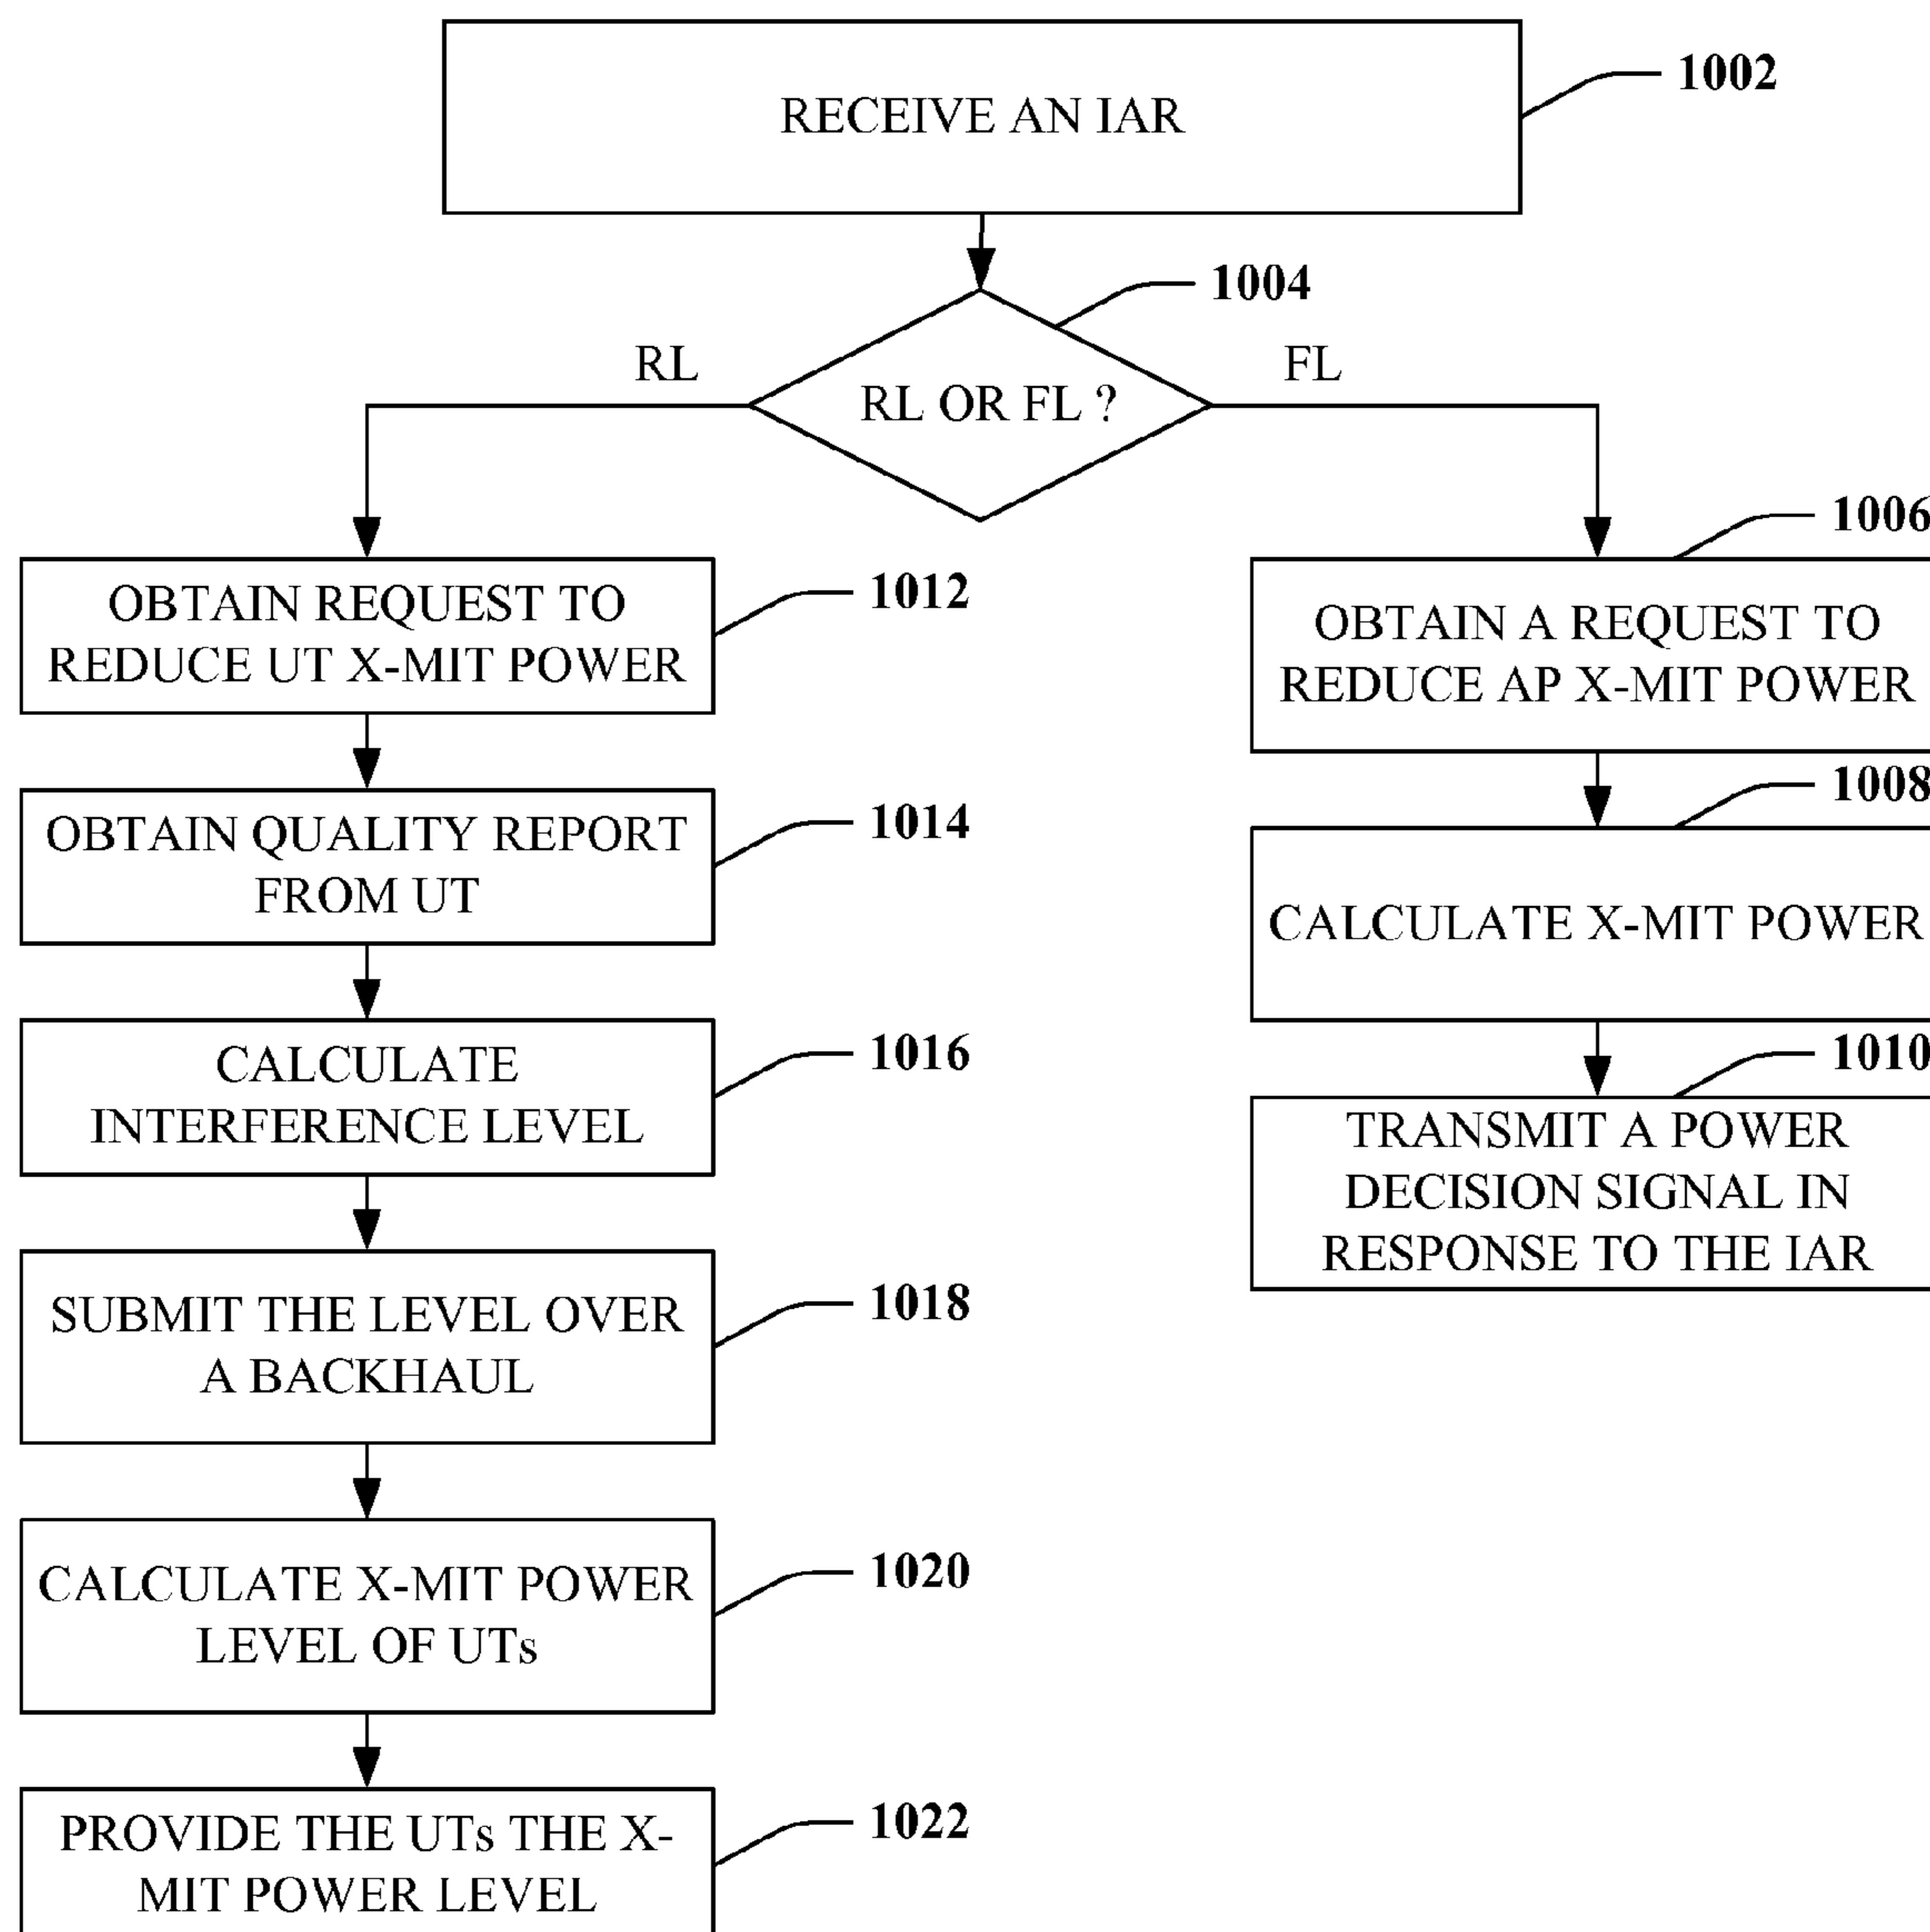 RECEIVE AN IAR
1002
1004
RL
RL OR FL ?
FL
1012
OBTAIN REQUEST TO
REDUCE UT X-MIT POWER
1014
OBTAIN QUALITY REPORT
FROM UT
1016
CALCULATE
INTERFERENCE LEVEL
1018
SUBMIT THE LEVEL OVER
A BACKHAUL
1020
CALCULATE X-MIT POWER
LEVEL OF UTs
1022
PROVIDE THE UTs THE X-
MIT POWER LEVEL
1006
OBTAIN A REQUEST TO
REDUCE AP X-MIT POWER
1008
CALCULATE X-MIT POWER
1010
TRANSMIT A POWER
DECISION SIGNAL IN
RESPONSE TO THE IAR